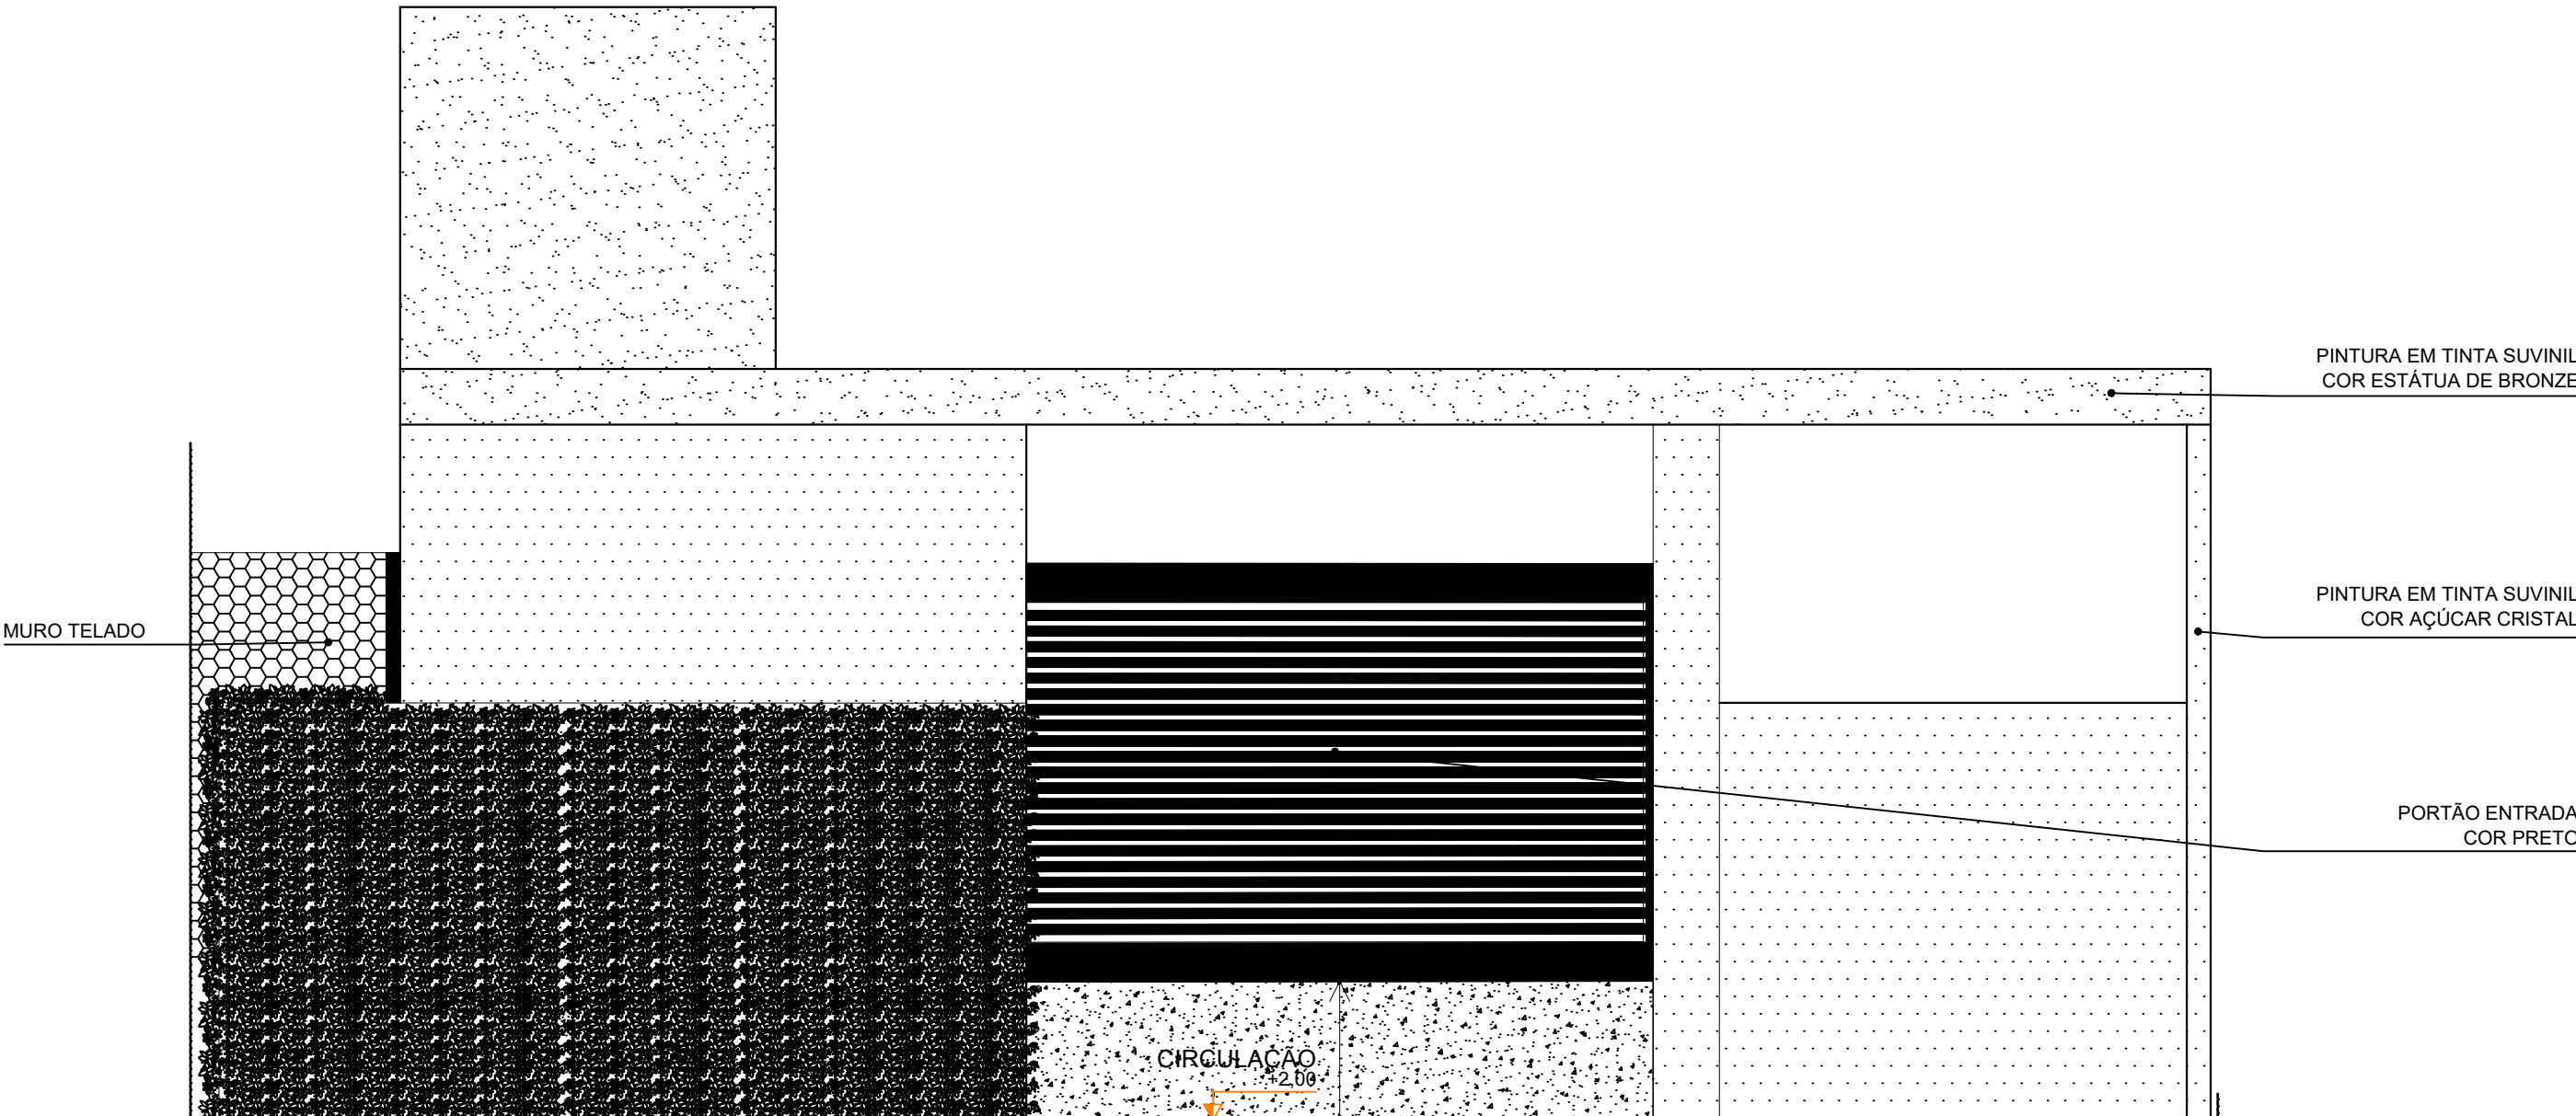 PINTURA EM TINTA SUVINIL
COR ESTÁTUA DE BRONZE
PINTURA EM TINTA SUVINIL
COR AÇÚCAR CRISTAL
MURO TELADO
PORTÃO ENTRADA
COR PRETO
CIRCULAÇÃO
+2,00